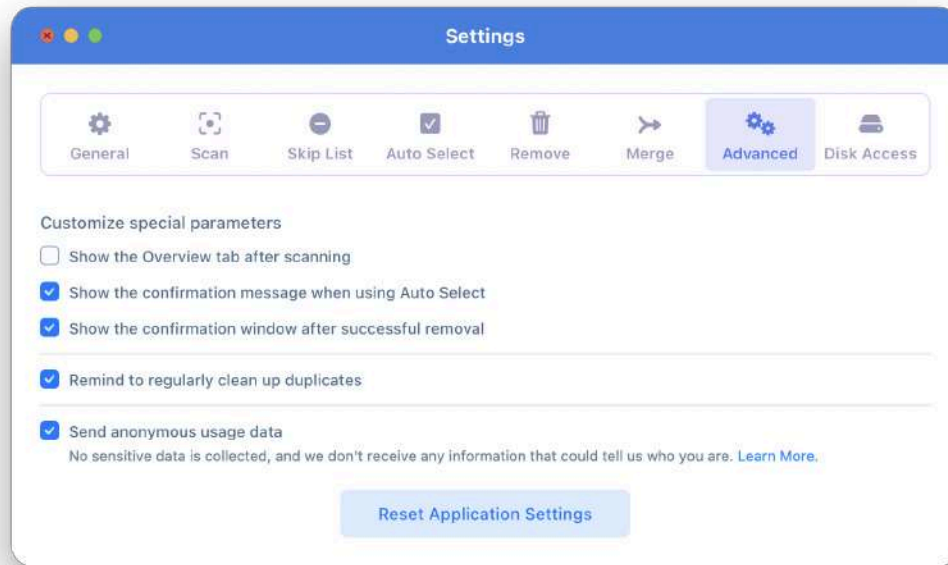 Settings
General
Scan
Skip List
Auto Select
Remove
Merge
Advanced
Disk Access
Customize special parameters
Show the Overview tab after scanning
Show the confirmation message when using Auto Select
Show the confirmation window after successful removal
Remind to regularly clean up duplicates
Send anonymous usage data
No sensitive data is collected, and we don't receive any information that could tell us who you are. Learn More.
Reset Application Settings